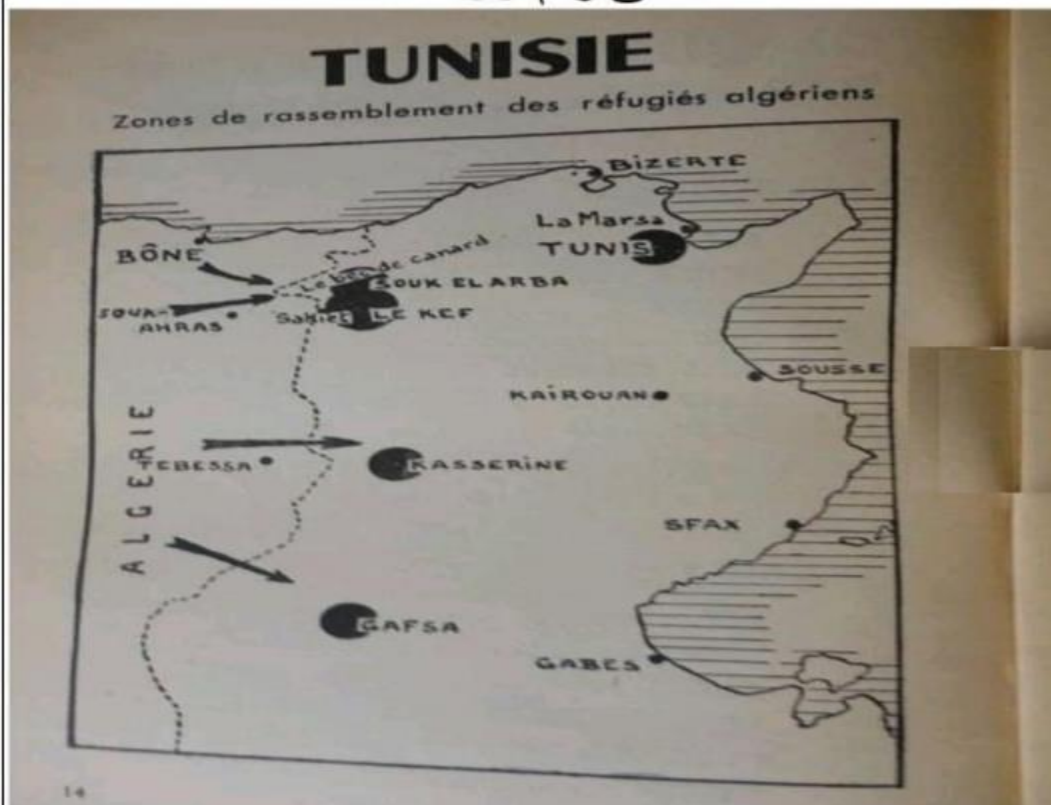 TUNISIE
Zones de rassemblement des réfugiés algériens
BiZERTE
La Marsa
TUNIS
BÔNE
Le bec de canard
SOUK EL ARBA
SOUK-
AHRAS
Sakiet
LE KEF
SOUSSE
KAiROUAN
ALGERIE
TEBESSA
KASSERINE
SFAX
GAFSA
GABES
14